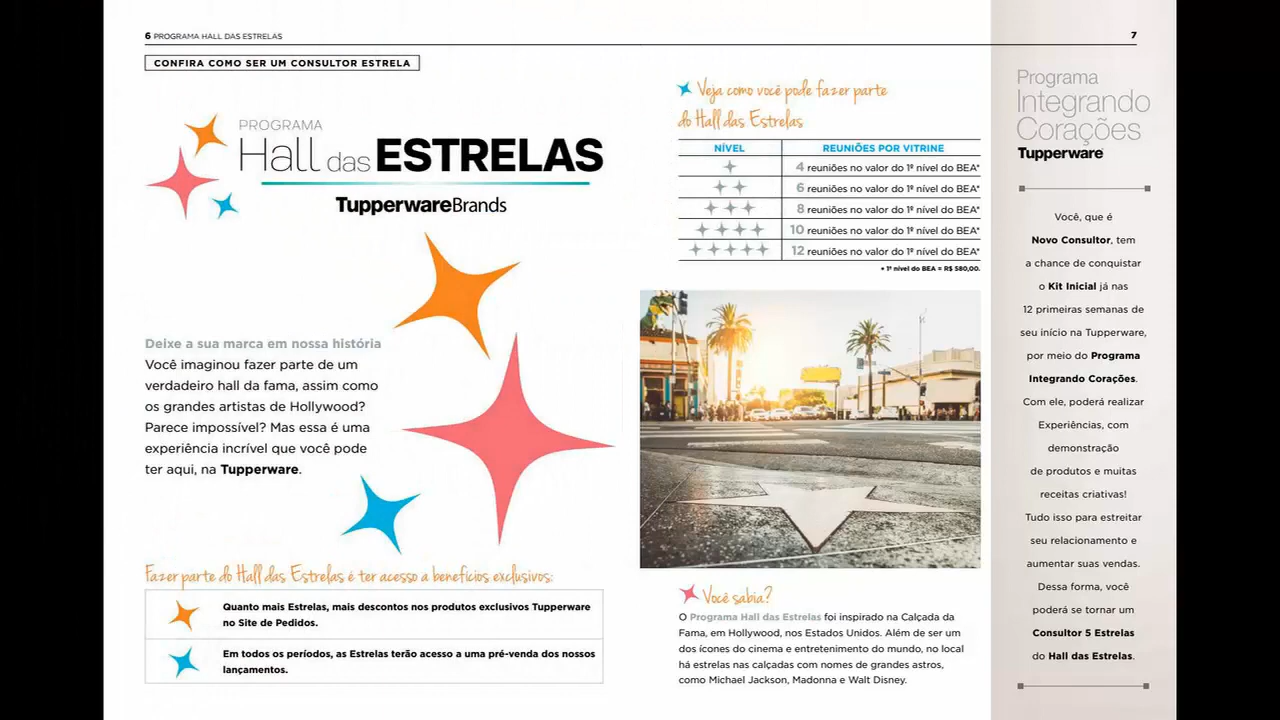 6 PROGRAMA HALL DAS ESTRELAS
7
CONFIRA COMO SER UM CONSULTOR ESTRELA
PROGRAMA
Hall das ESTRELAS
TupperwareBrands
Deixe a sua marca em nossa história
Você imaginou fazer parte de um
verdadeiro hall da fama, assim como
os grandes artistas de Hollywood?
Parece impossível? Mas essa é uma
experiência incrível que você pode
ter aqui, na Tupperware.
Fazer parte do Hall das Estrelas é ter acesso a benefícios exclusivos:
Quanto mais Estrelas, mais descontos nos produtos exclusivos Tupperware
no Site de Pedidos.
Em todos os períodos, as Estrelas terão acesso a uma pré-venda dos nossos
lançamentos.
Veja como você pode fazer parte
do Hall das Estrelas
NÍVEL REUNIÕES POR VITRINE
4 reuniões no valor do 1º nível do BEA*
6 reuniões no valor do 1º nível do BEA*
8 reuniões no valor do 1º nível do BEA*
10 reuniões no valor do 1º nível do BEA*
12 reuniões no valor do 1º nível do BEA*
* 1º nível do BEA = R$ 580,00.
Você sabia?
O Programa Hall das Estrelas foi inspirado na Calçada da
Fama, em Hollywood, nos Estados Unidos. Além de ser um
dos ícones do cinema e entretenimento do mundo, no local
há estrelas nas calçadas com nomes de grandes astros,
como Michael Jackson, Madonna e Walt Disney.
Programa
Integrando
Corações
Tupperware
Você, que é
Novo Consultor, tem
a chance de conquistar
o Kit Inicial já nas
12 primeiras semanas de
seu início na Tupperware,
por meio do Programa
Integrando Corações.
Com ele, poderá realizar
Experiências, com
demonstração
de produtos e muitas
receitas criativas!
Tudo isso para estreitar
seu relacionamento e
aumentar suas vendas.
Dessa forma, você
poderá se tornar um
Consultor 5 Estrelas
do Hall das Estrelas.